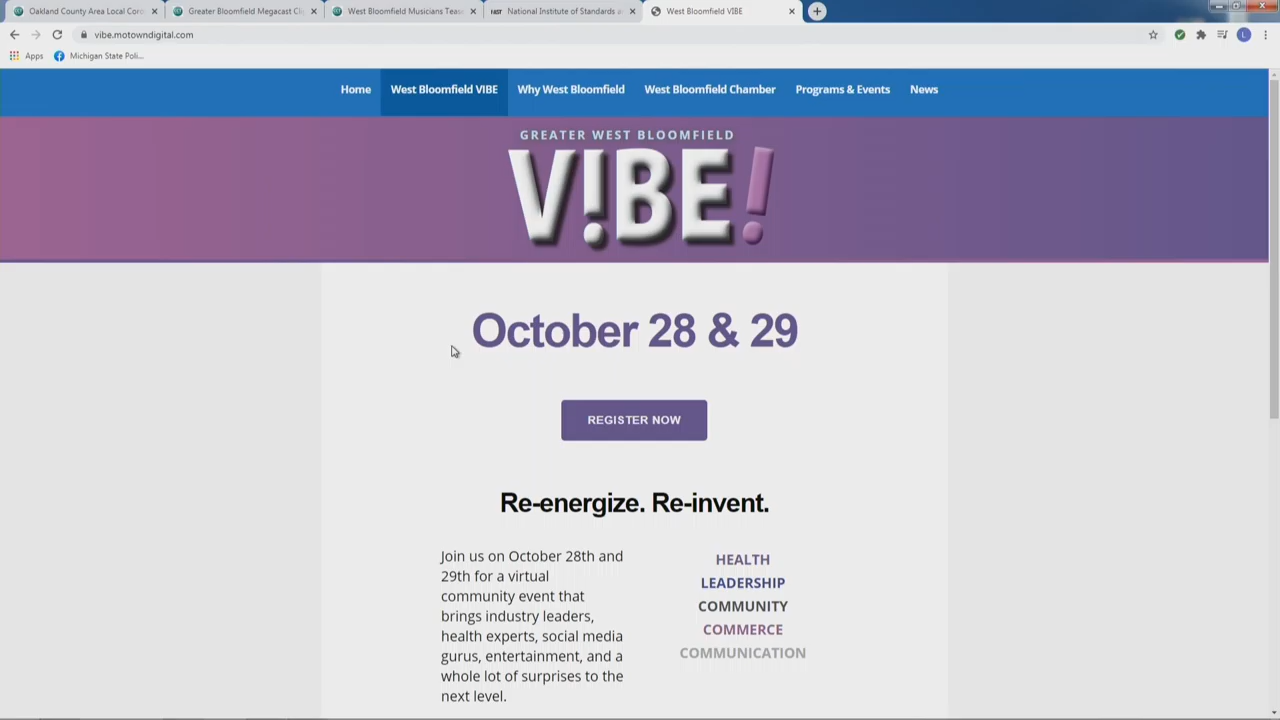 Oakland County Area Local Coro
Greater Bloomfield Megacast Cli
West Bloomfield Musicians Teas
National Institute of Standards a
West Bloomfield VIBE
vibe.motowndigital.com
L
Apps
Michigan State Poli...
Home
West Bloomfield VIBE
Why West Bloomfield
West Bloomfield Chamber
Programs & Events
News
GREATER WEST BLOOMFIELD
V!BE!
October 28 & 29
REGISTER NOW
Re-energize. Re-invent.
Join us on October 28th and
29th for a virtual
community event that
brings industry leaders,
health experts, social media
gurus, entertainment, and a
whole lot of surprises to the
next level.
HEALTH
LEADERSHIP
COMMUNITY
COMMERCE
COMMUNICATION